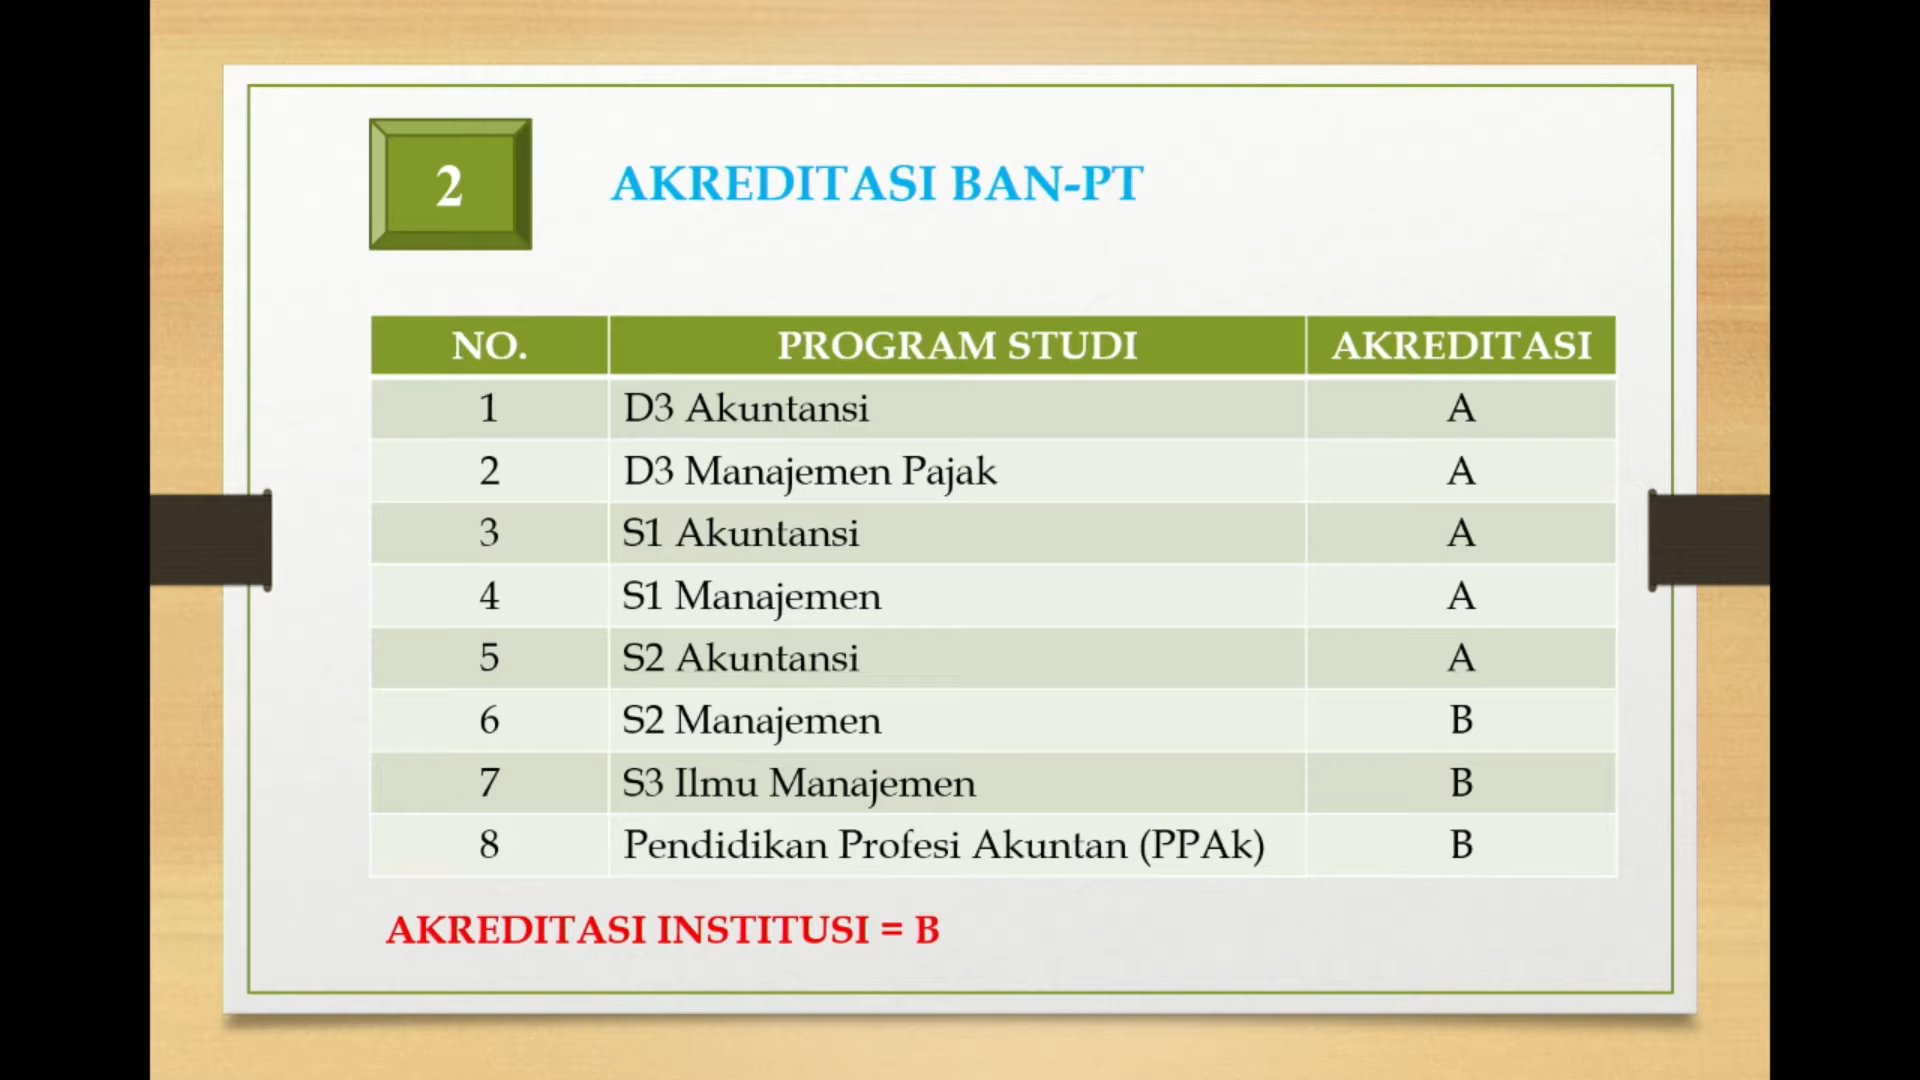 2
AKREDITASI BAN-PT
NO. PROGRAM STUDI AKREDITASI
1 D3 Akuntansi A
2 D3 Manajemen Pajak A
3 S1 Akuntansi A
4 S1 Manajemen A
5 S2 Akuntansi A
6 S2 Manajemen B
7 S3 Ilmu Manajemen B
8 Pendidikan Profesi Akuntan (PPAk) B
AKREDITASI INSTITUSI = B